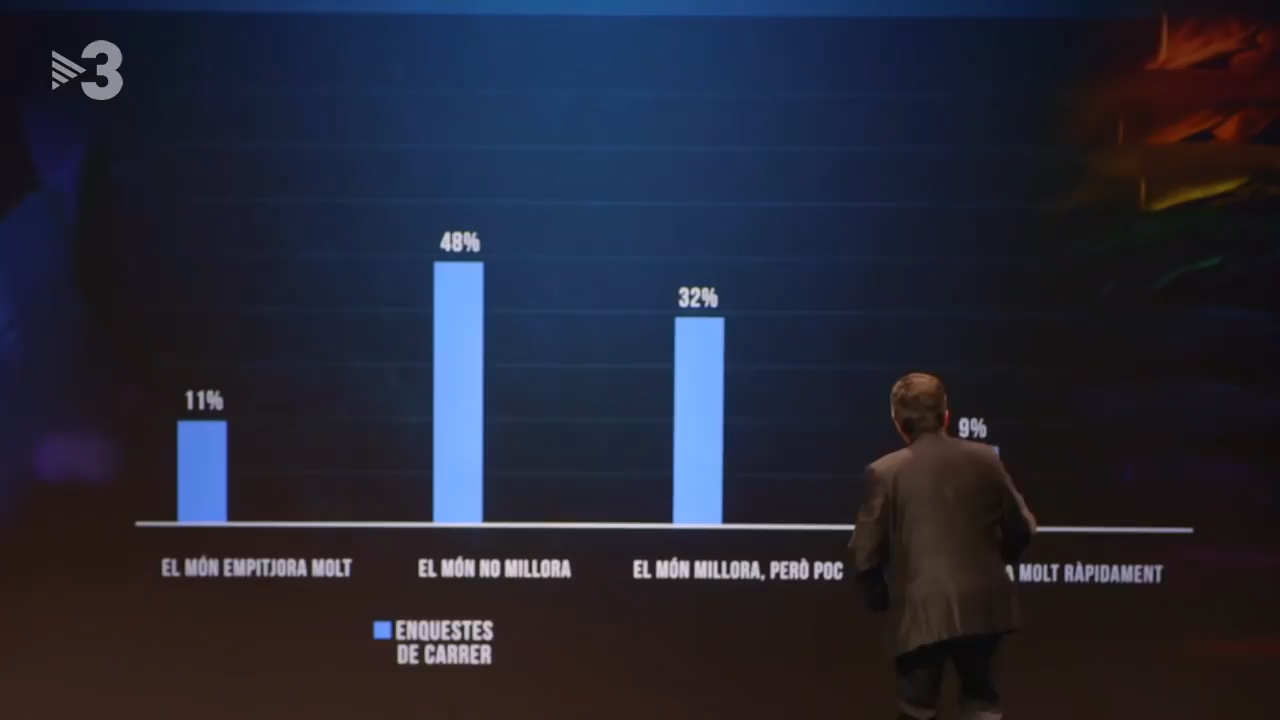 3
48%
32%
11%
9%
EL MÓN EMPITJORA MOLT
EL MÓN NO MILLORA
EL MÓN MILLORA, PERÒ POC
MOLT RÀPIDAMENT
ENQUESTES
DE CARRER